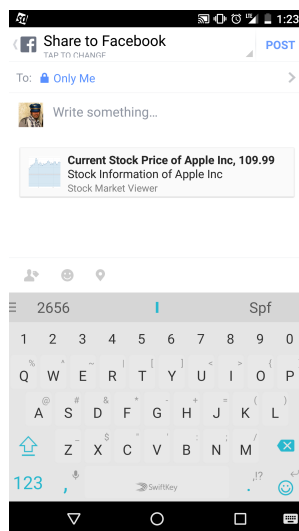 LTE
1:23
Share to Facebook
TAP TO CHANGE
POST
To: Only Me
Write something...
Current Stock Price of Apple Inc, 109.99
Stock Information of Apple Inc
Stock Market Viewer
2656 I Spf
1 2 3 4 5 6 7 8 9 0
% ^ ~ | [ ] < > { }
Q W E R T Y U I O P
@ # & * - + = ( )
A S D F G H J K L
_ $ " ' : ; /
Z X C V B N M
123 , SwiftKey . ,!?